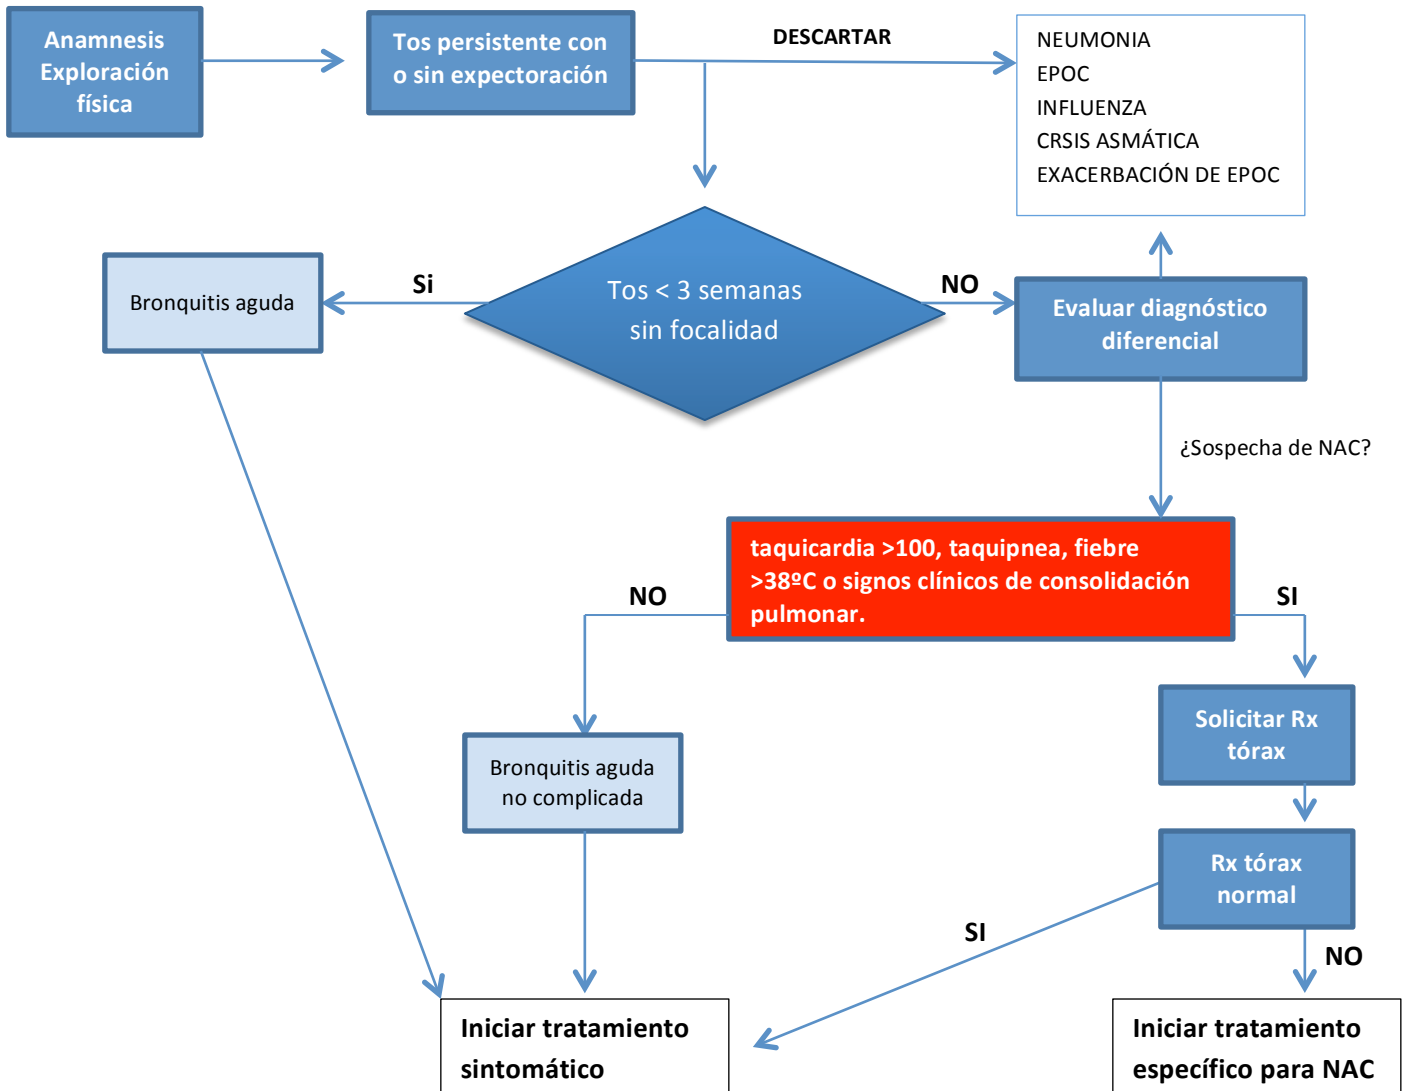 Anamnesis
Exploración
física
Tos persistente con
o sin expectoración
DESCARTAR
NEUMONIA
EPOC
INFLUENZA
CRSIS ASMÁTICA
EXACERBACIÓN DE EPOC
Bronquitis aguda
Si
Tos < 3 semanas
sin focalidad
NO
Evaluar diagnóstico
diferencial
¿Sospecha de NAC?
taquicardia >100, taquipnea, fiebre
>38ºC o signos clínicos de consolidación
pulmonar.
NO
SI
Solicitar Rx
tórax
Bronquitis aguda
no complicada
Rx tórax
normal
SI
NO
Iniciar tratamiento
sintomático
Iniciar tratamiento
específico para NAC